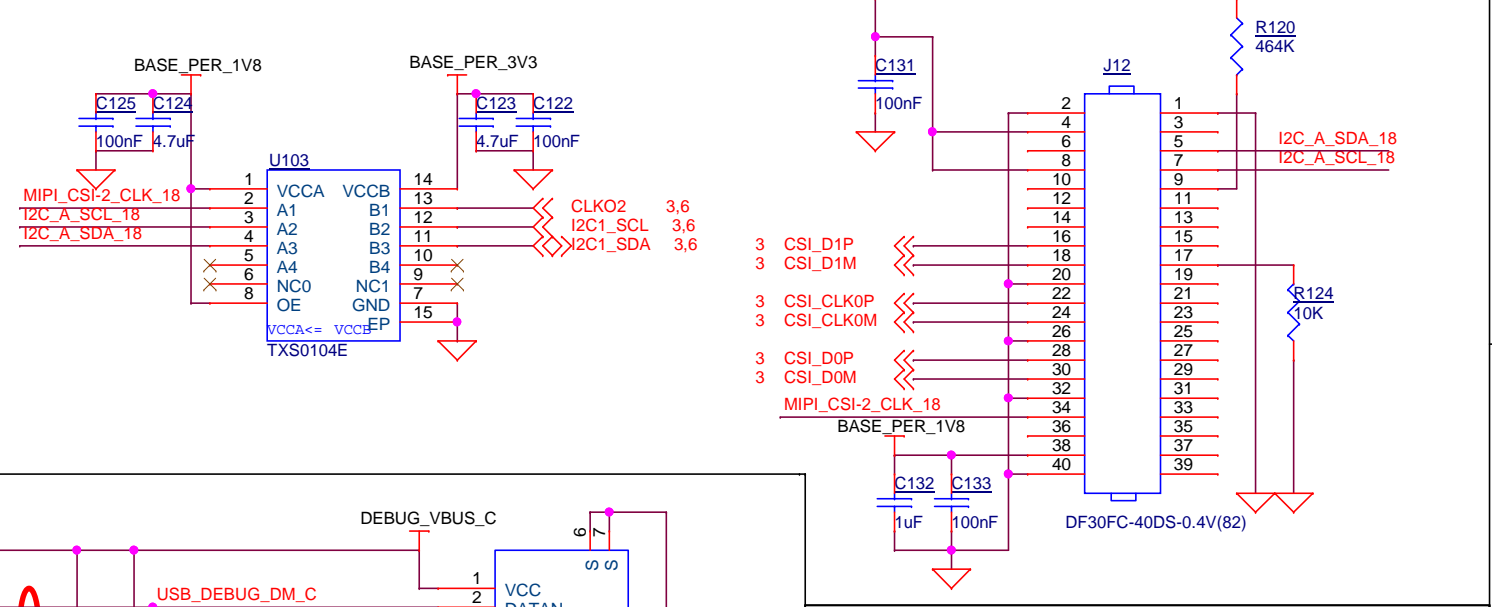 BASE_PER_1V8
C125
C124
100nF
4.7uF
BASE_PER_3V3
C123
C122
4.7uF
100nF
U103
1 VCCA VCCB 14
MIPI_CSI-2_CLK_18 2 A1 B1 13 CLKO2 3,6
I2C_A_SCL_18 3 A2 B2 12 I2C1_SCL 3,6
I2C_A_SDA_18 4 A3 B3 11 I2C1_SDA 3,6
5 A4 B4 10
6 NC0 NC1 9
8 OE GND 7
EP 15
VCCA<= VCCB
TXS0104E
C131
100nF
R120
464K
J12
2 1
4 3
6 5 I2C_A_SDA_18
8 7 I2C_A_SCL_18
10 9
12 11
14 13
3 CSI_D1P 16 15
3 CSI_D1M 18 17
20 19
3 CSI_CLK0P 22 21
3 CSI_CLK0M 24 23
26 25
3 CSI_D0P 28 27
3 CSI_D0M 30 29
32 31
MIPI_CSI-2_CLK_18 34 33
36 35
38 37
40 39
R124
10K
BASE_PER_1V8
C132
C133
1uF
100nF
DF30FC-40DS-0.4V(82)
DEBUG_VBUS_C
6 7
S S
1 VCC
USB_DEBUG_DM_C 2 DATAN